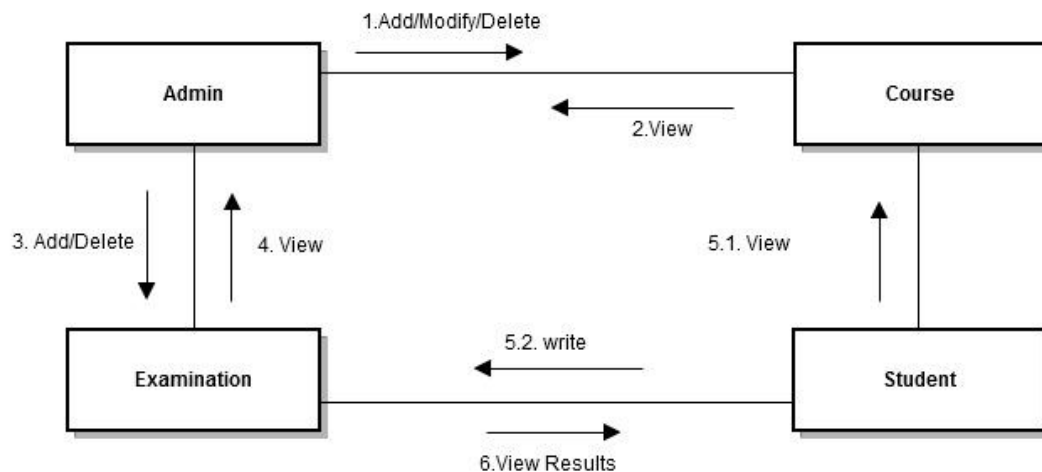 1.Add/Modify/Delete
Admin
Course
2.View
3. Add/Delete
4. View
5.1. View
5.2. write
Examination
Student
6.View Results